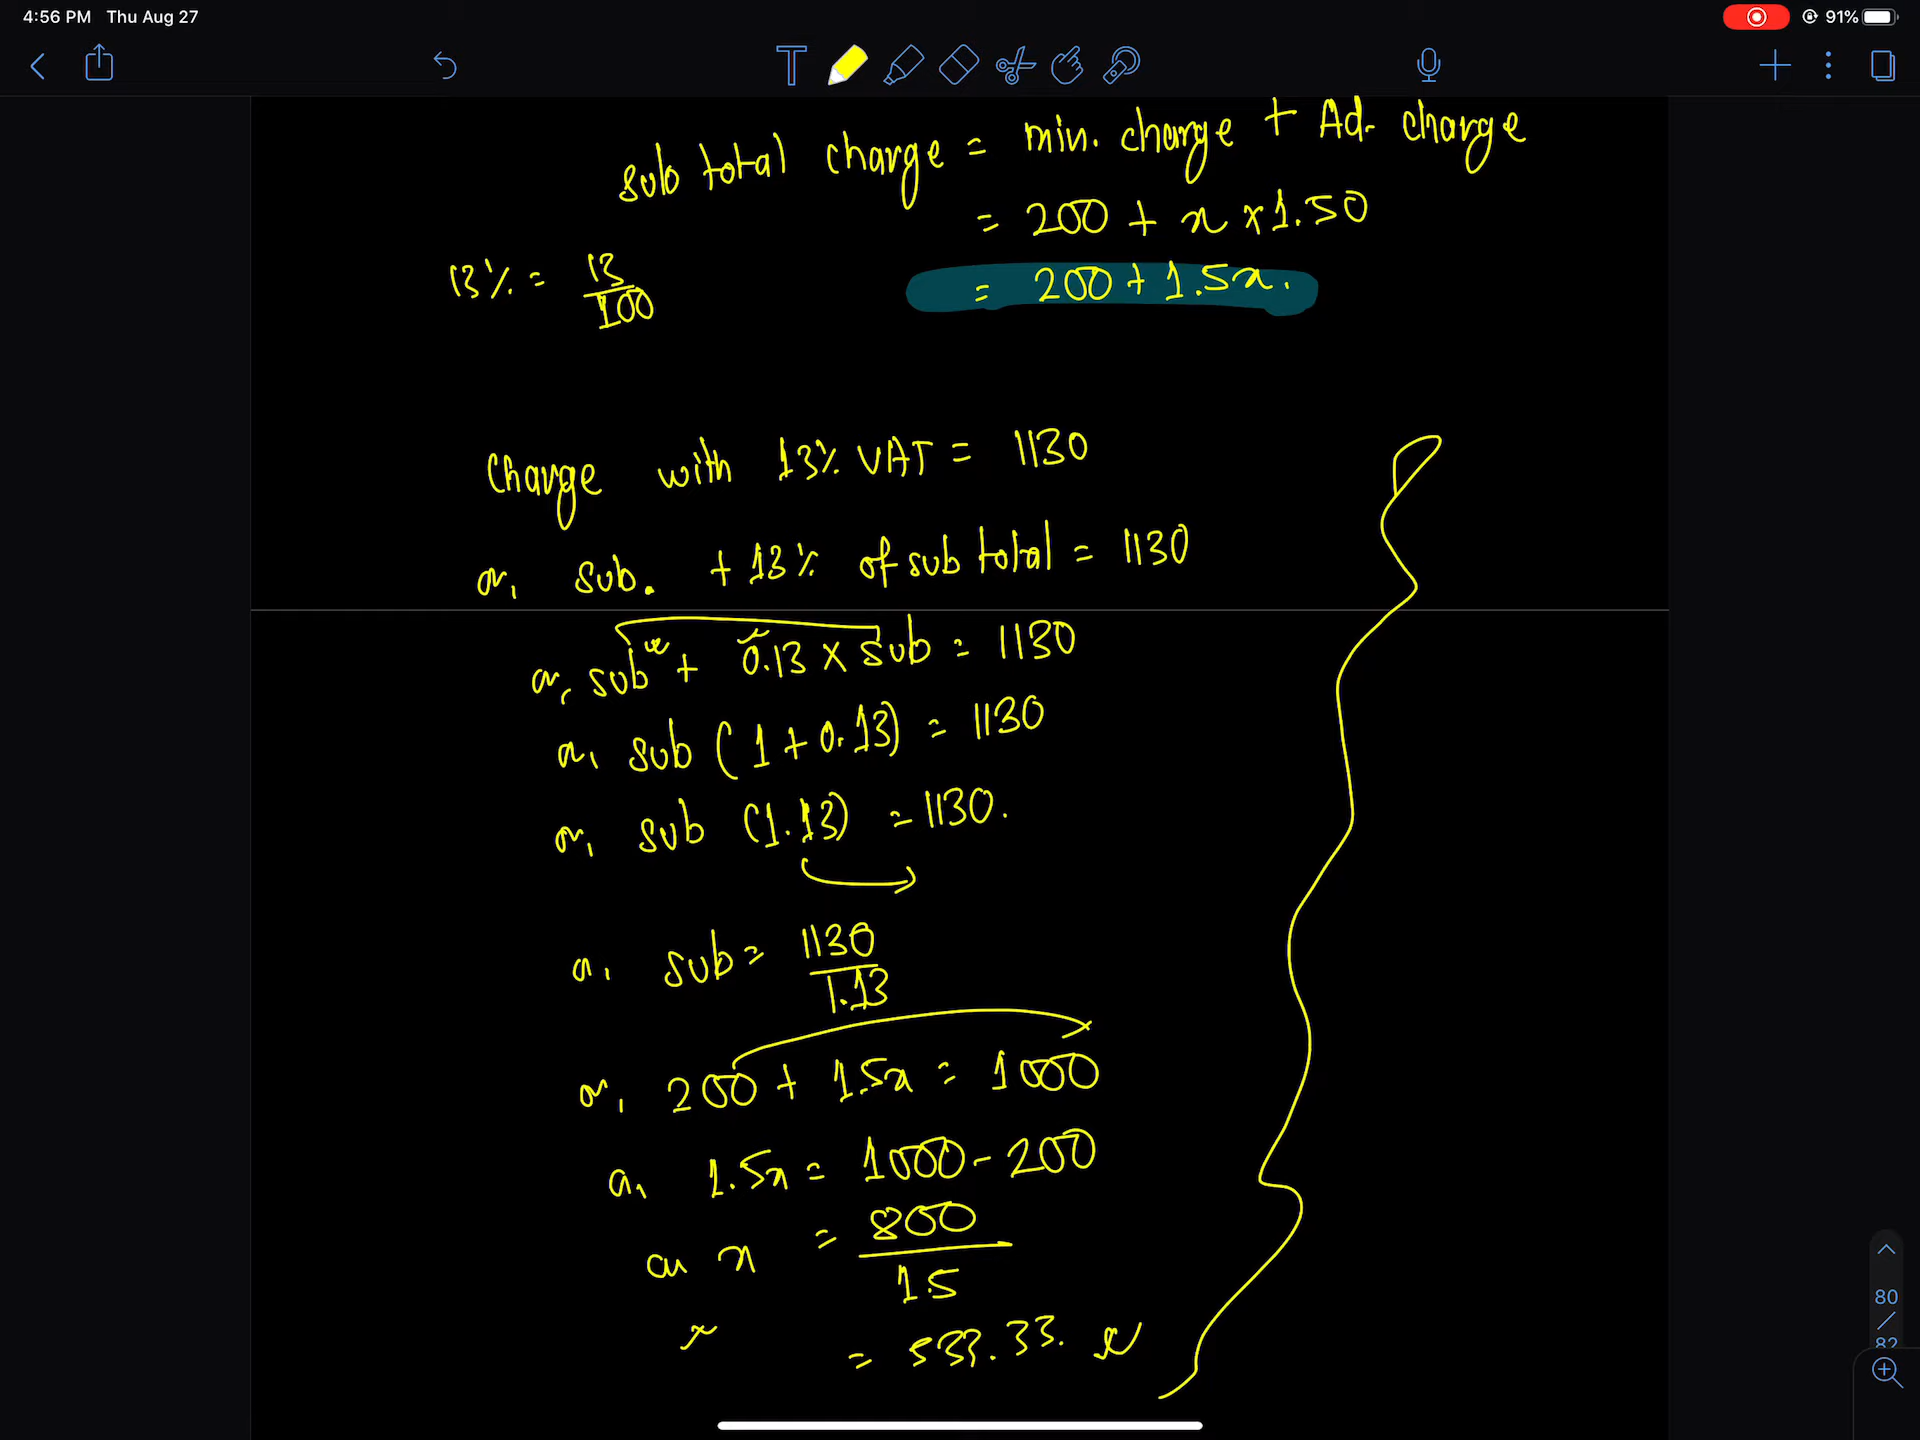 4:56 PM Thu Aug 27
91%
sub total charge = min. charge + Ad. charge
= 200 + x × 1.50
13% = 13/100
= 200 + 1.5x.
Charge with 13% VAT = 1130
or, sub. + 13% of sub total = 1130
or, sub + 0.13 × sub = 1130
or, sub (1 + 0.13) = 1130
or, sub (1.13) = 1130.
or, sub = 1130/1.13
or, 200 + 1.5x = 1000
or, 1.5x = 1000 - 200
or x = 800/1.5
= 533.33.
80
/
82